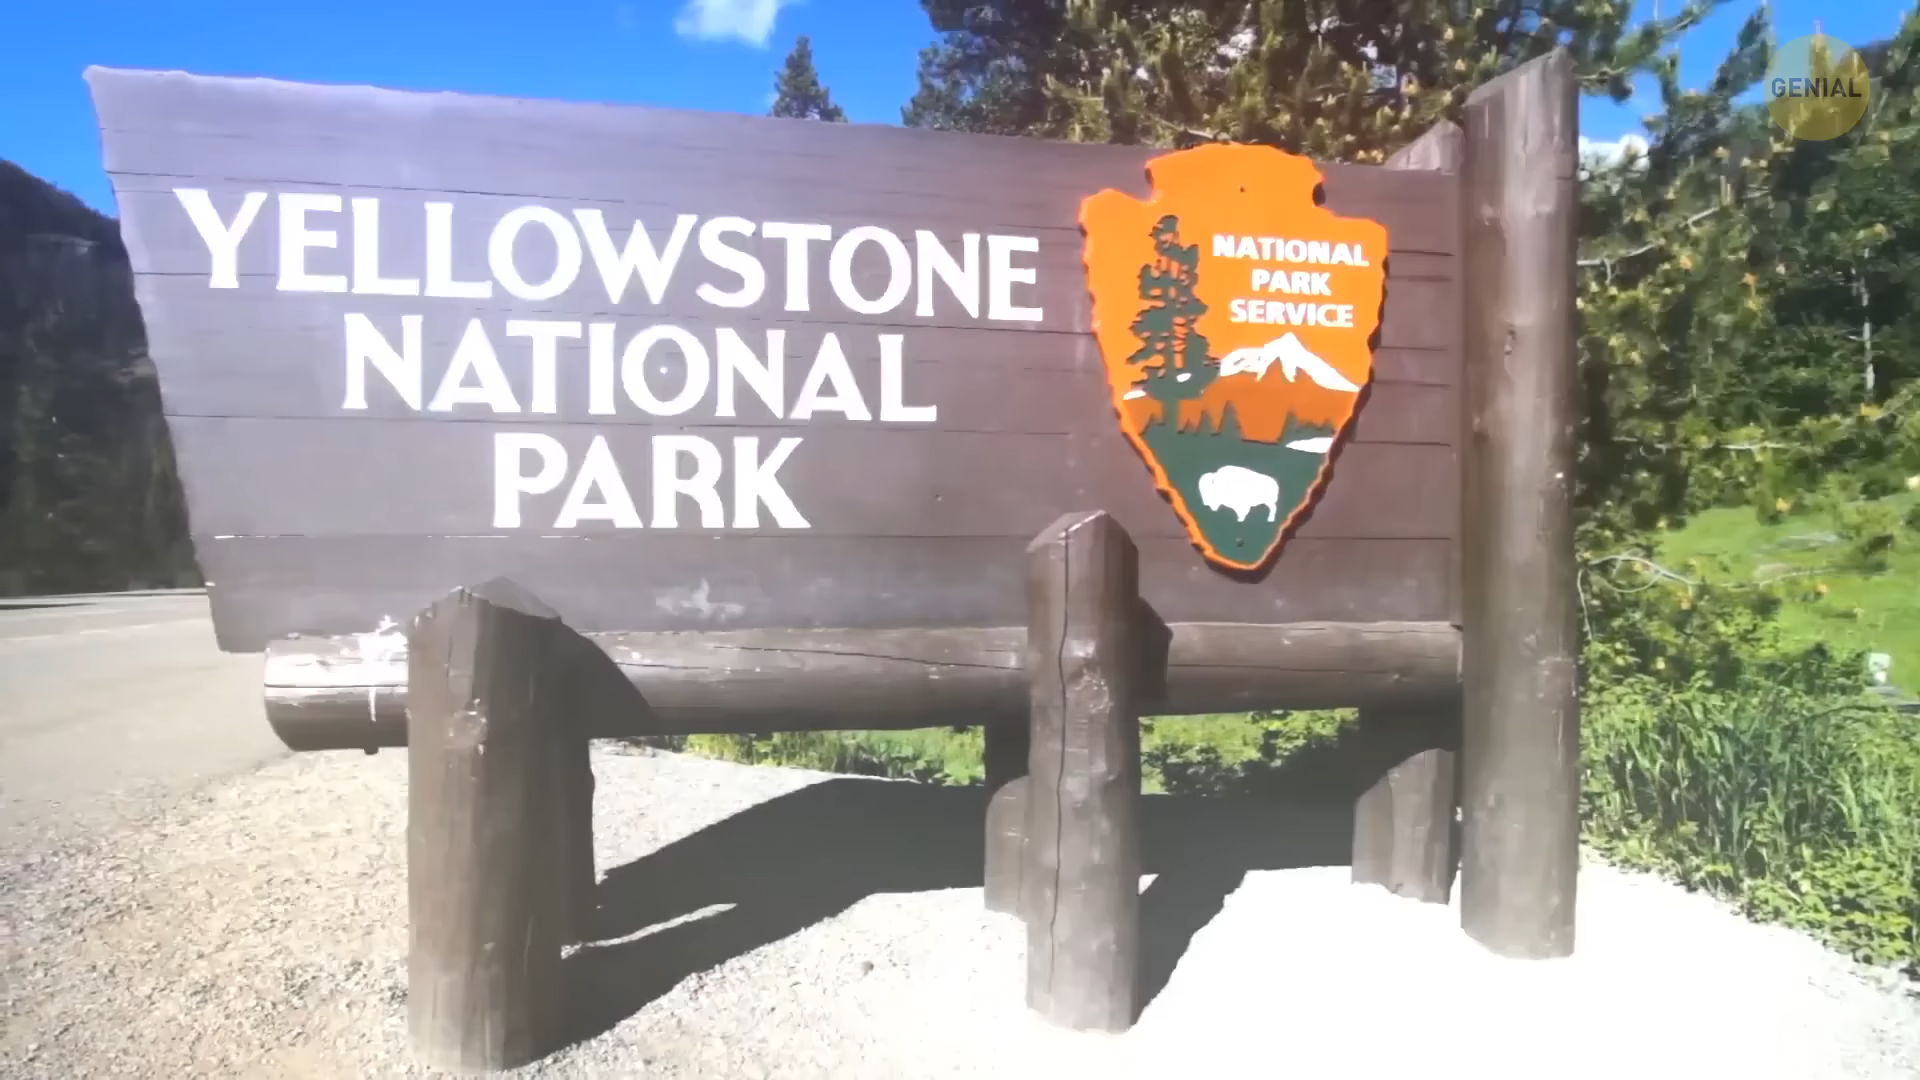 YELLOWSTONE
NATIONAL
PARK
NATIONAL
PARK
SERVICE
GENIAL